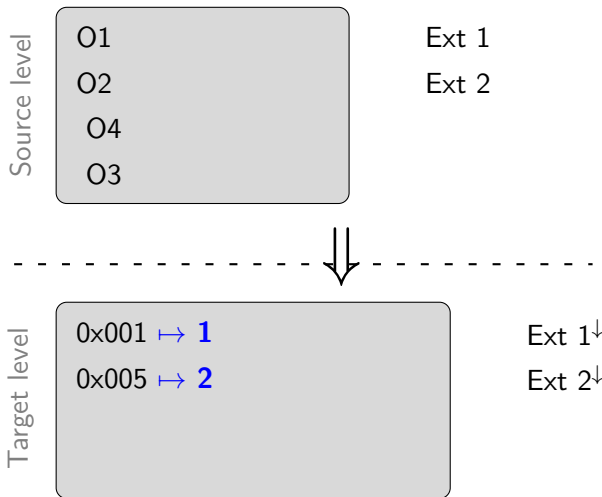 Source level
O1 Ext 1
O2 Ext 2
O4
O3
⇓
Target level
0x001 ↦ 1 Ext 1↓
0x005 ↦ 2 Ext 2↓